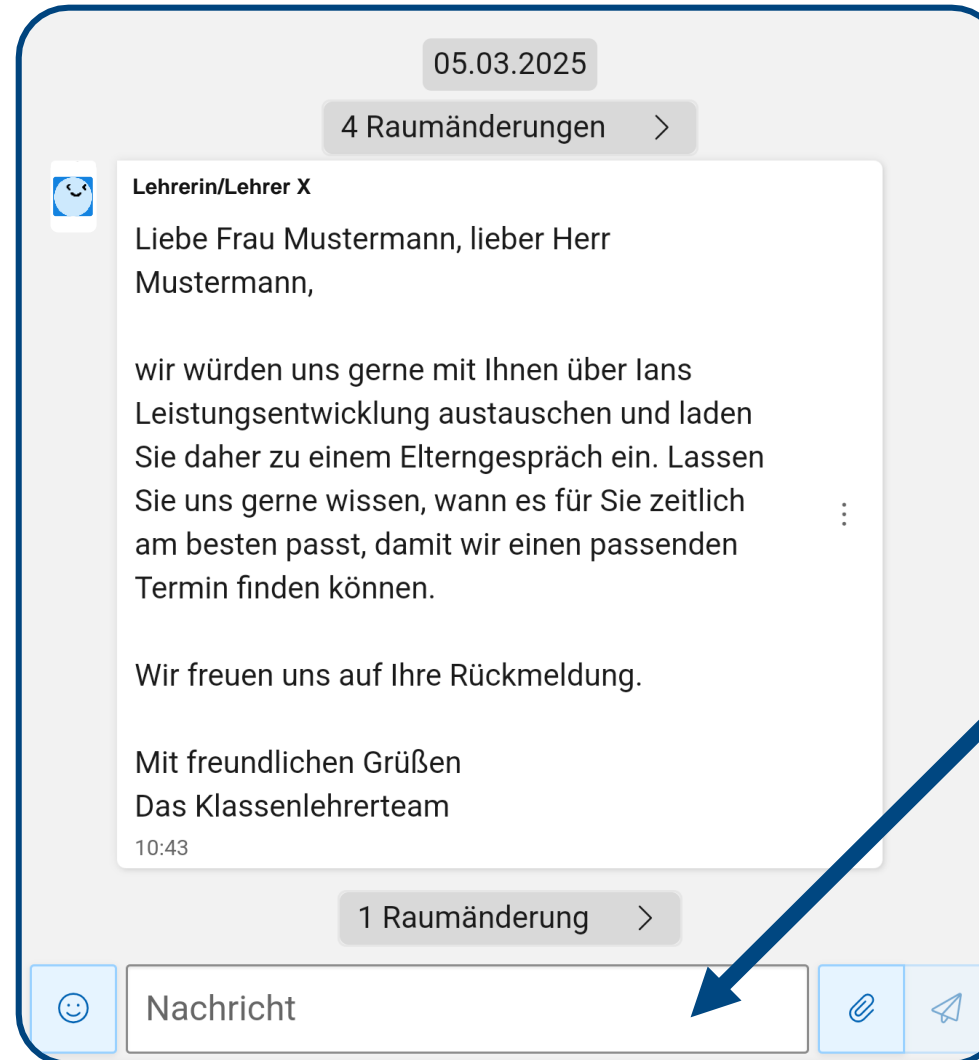 05.03.2025
4 Raumänderungen
Lehrerin/Lehrer X
Liebe Frau Mustermann, lieber Herr
Mustermann,
wir würden uns gerne mit Ihnen über Ians
Leistungsentwicklung austauschen und laden
Sie daher zu einem Elterngespräch ein. Lassen
Sie uns gerne wissen, wann es für Sie zeitlich
am besten passt, damit wir einen passenden
Termin finden können.
Wir freuen uns auf Ihre Rückmeldung.
Mit freundlichen Grüßen
Das Klassenlehrerteam
10:43
1 Raumänderung
Nachricht